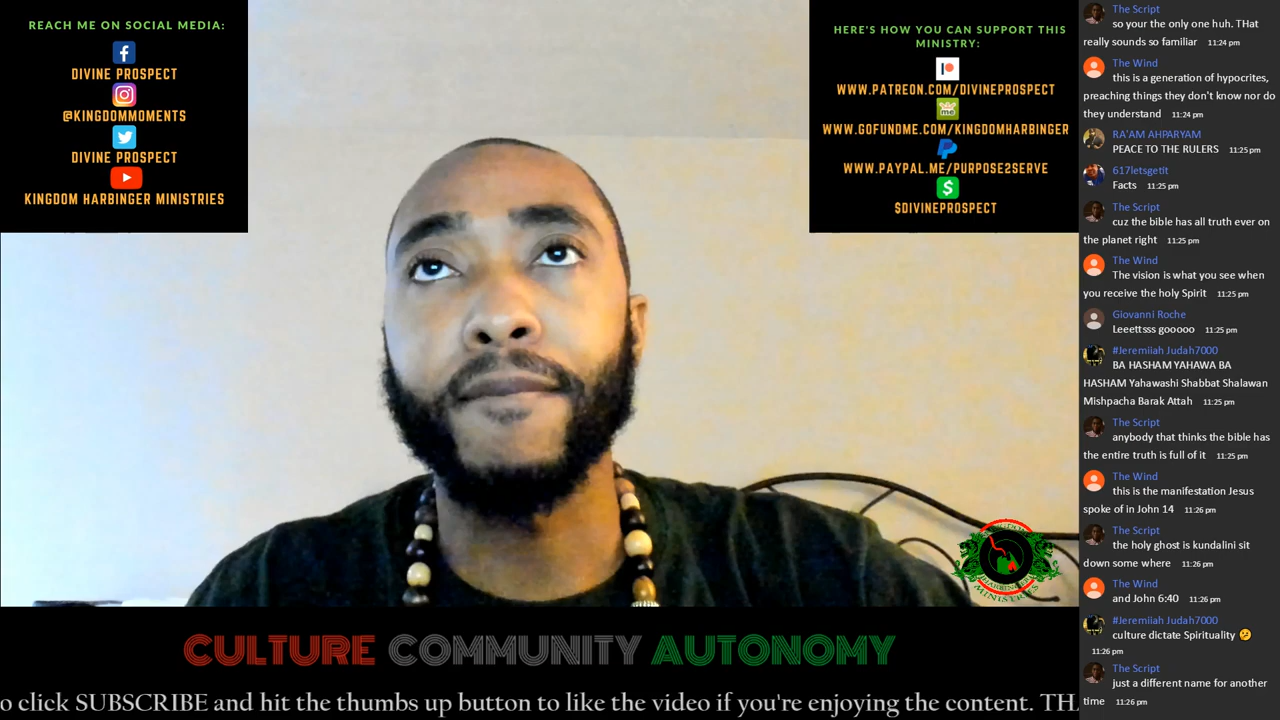 REACH ME ON SOCIAL MEDIA:
DIVINE PROSPECT
@KINGDOMMOMENTS
DIVINE PROSPECT
KINGDOM HARBINGER MINISTRIES
HERE'S HOW YOU CAN SUPPORT THIS
MINISTRY:
WWW.PATREON.COM/DIVINEPROSPECT
me
WWW.GOFUNDME.COM/KINGDOMHARBINGER
WWW.PAYPAL.ME/PURPOSE2SERVE
$DIVINEPROSPECT
The Script
so your the only one huh. THat
really sounds so familiar 11:24 pm
The Wind
this is a generation of hypocrites,
preaching things they don't know nor do
they understand 11:24 pm
RA'AM AHPARYAM
PEACE TO THE RULERS 11:25 pm
617letsgetit
Facts 11:25 pm
The Script
cuz the bible has all truth ever on
the planet right 11:25 pm
The Wind
The vision is what you see when
you receive the holy Spirit 11:25 pm
Giovanni Roche
Leeettsss gooooo 11:25 pm
#Jeremiiah Judah7000
BA HASHAM YAHAWA BA
HASHAM Yahawashi Shabbat Shalawan
Mishpacha Barak Attah 11:25 pm
The Script
anybody that thinks the bible has
the entire truth is full of it 11:25 pm
The Wind
this is the manifestation Jesus
spoke of in John 14 11:26 pm
The Script
the holy ghost is kundalini sit
down some where 11:26 pm
The Wind
and John 6:40 11:26 pm
#Jeremiiah Judah7000
culture dictate Spirituality 🤔
11:26 pm
The Script
just a different name for another
time 11:26 pm
KINGDOM
HARBINGER
MINISTRIES
CULTURE COMMUNITY AUTONOMY
o click SUBSCRIBE and hit the thumbs up button to like the video if you're enjoying the content. THA